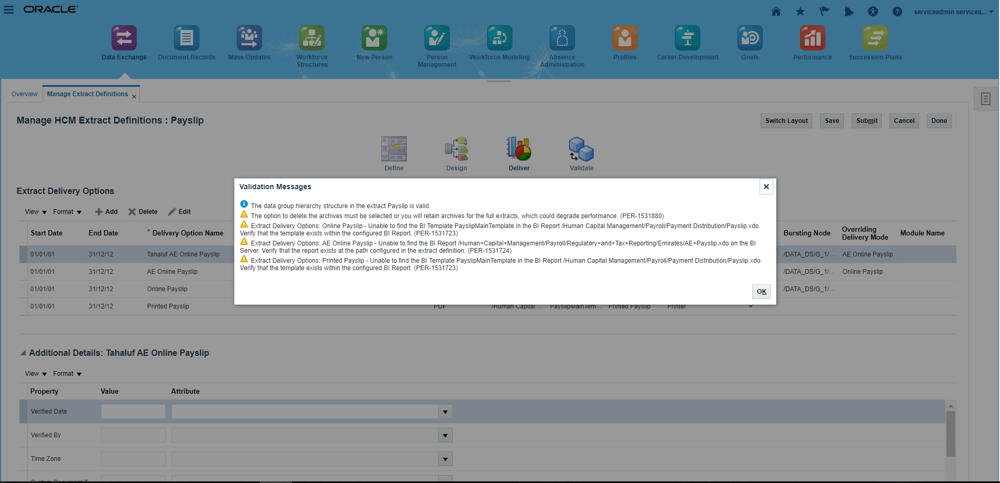 ORACLE
serviceadmin servicea...
Data Exchange
Document Records
Mass Updates
Workforce
Structures
New Person
Person
Management
Workforce Modeling
Absence
Administration
Profiles
Career Development
Goals
Performance
Succession Plans
Overview
Manage Extract Definitions
Manage HCM Extract Definitions : Payslip
Switch Layout
Save
Submit
Cancel
Done
Define
Design
Deliver
Validate
Extract Delivery Options
View
Format
Add
Delete
Edit
Validation Messages
The data group hierarchy structure in the extract Payslip is valid.
The option to delete the archives must be selected or you will retain archives for the full extracts, which could degrade performance. (PER-1531880)
Extract Delivery Options: Online Payslip - Unable to find the BI Template PayslipMainTemplate in the BI Report /Human Capital Management/Payroll/Payment Distribution/Payslip.xdo.
Verify that the template exists within the configured BI Report. (PER-1531723)
Extract Delivery Options: AE Online Payslip - Unable to find the BI Report /Human+Capital+Management/Payroll/Regulatory+and+Tax+Reporting/Emirates/AE+Payslip.xdo on the BI
Server. Verify that the report exists at the path configured in the extract definition. (PER-1531724)
Extract Delivery Options: Printed Payslip - Unable to find the BI Template PayslipMainTemplate in the BI Report /Human Capital Management/Payroll/Payment Distribution/Payslip.xdo.
Verify that the template exists within the configured BI Report. (PER-1531723)
OK
Start Date End Date * Delivery Option Name Bursting Node Overriding Delivery Mode Module Name
01/01/01 31/12/12 Tahaluf AE Online Payslip /DATA_DS/G_1/... AE Online Payslip
01/01/01 31/12/12 AE Online Payslip /DATA_DS/G_1/... Online Payslip
01/01/01 31/12/12 Online Payslip /DATA_DS/G_1/...
01/01/01 31/12/12 Printed Payslip PDF /Human Capital ... PayslipMainTem... Printed Payslip Printer
Additional Details: Tahaluf AE Online Payslip
View
Format
Property Value Attribute
Verified Date
Verified By
Time Zone